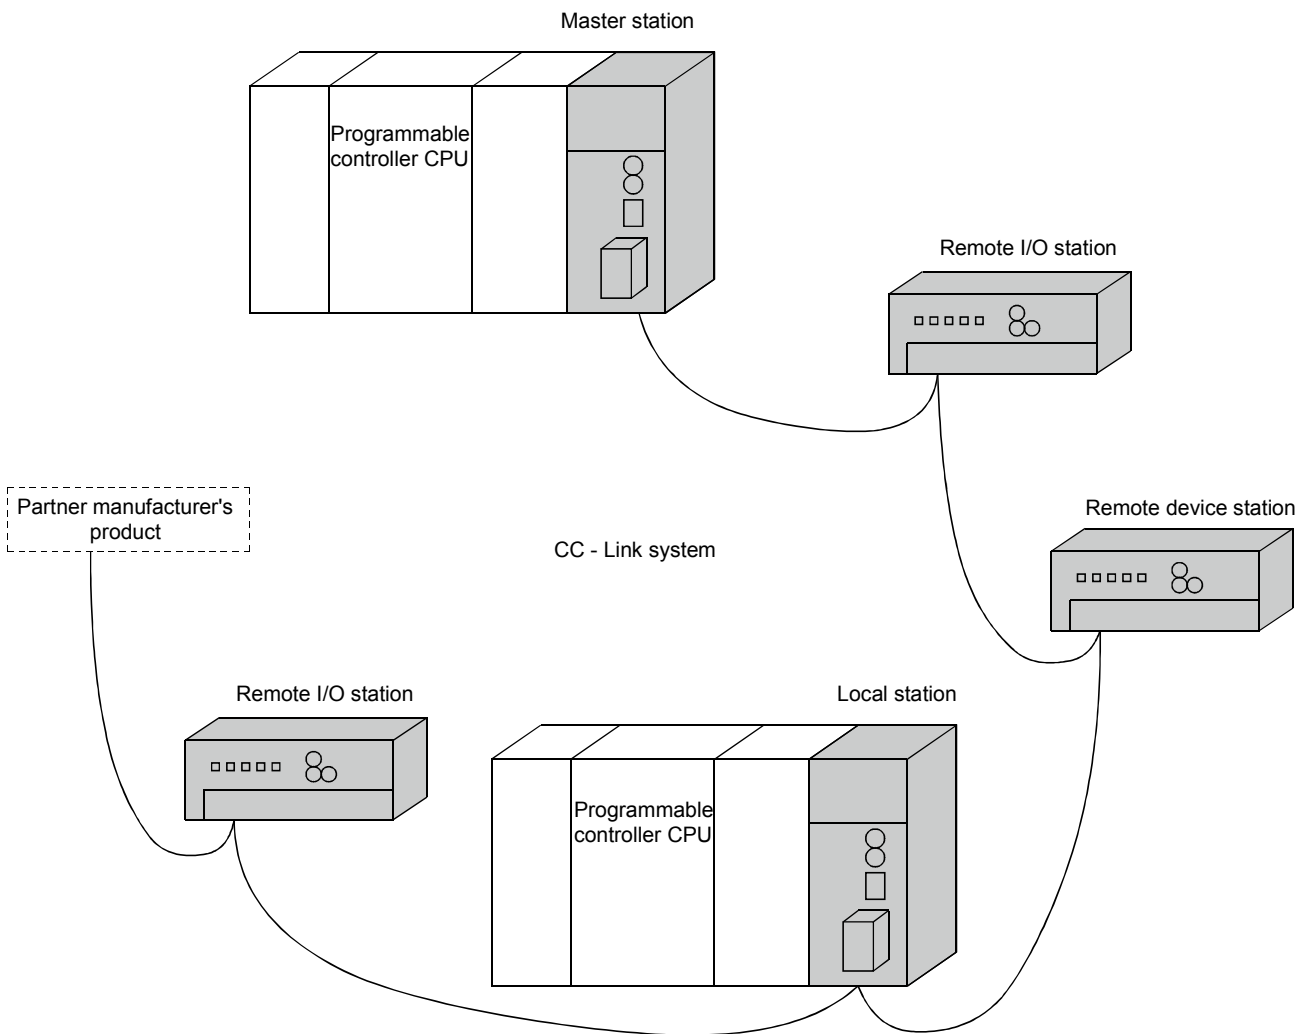 Master station
Programmable
controller CPU
Remote I/O station
Partner manufacturer's
product
CC - Link system
Remote device station
Remote I/O station
Local station
Programmable
controller CPU